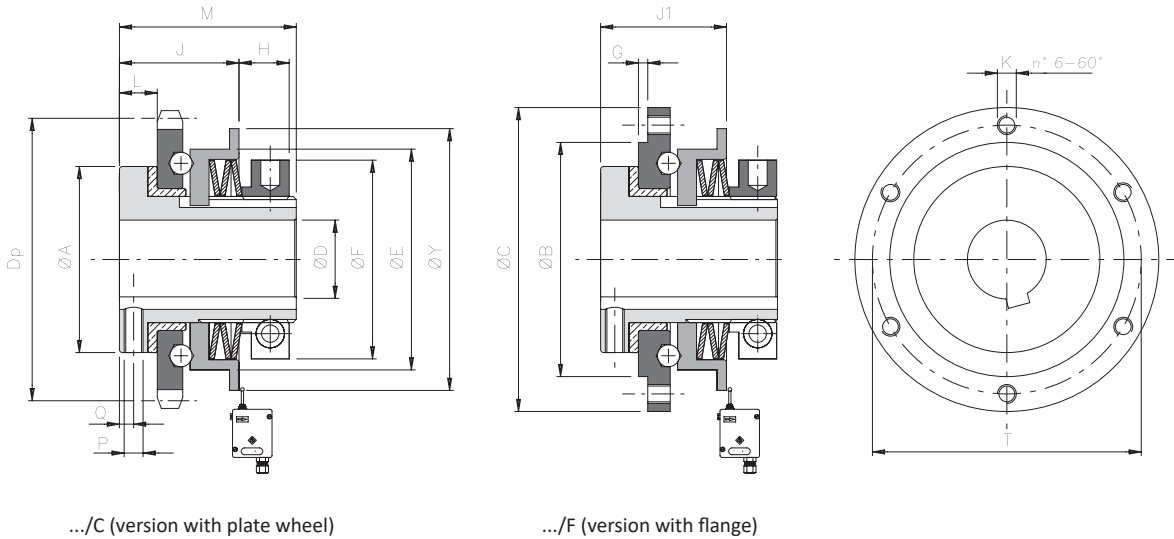 M
J
H
L
Dp
ØA
ØD
ØF
ØE
ØY
Q
P
J1
G
ØC
ØB
K n° 6-60°
T
.../C (version with plate wheel)
.../F (version with flange)